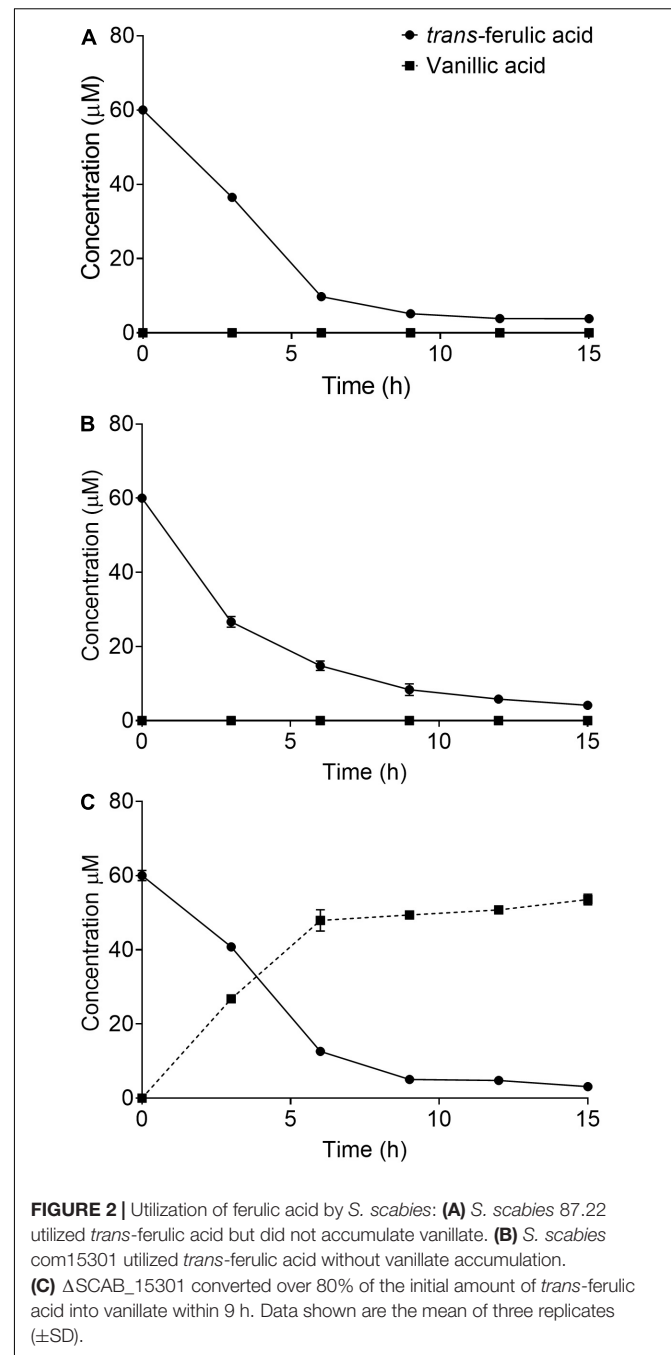 A
80
60
40
20
0
Concentration (μM)
trans-ferulic acid
Vanillic acid
0 5 10 15
Time (h)
B
80
60
40
20
0
Concentration (μM)
0 5 10 15
Time (h)
C
80
60
40
20
0
Concentration μM
0 5 10 15
Time (h)
FIGURE 2 | Utilization of ferulic acid by S. scabies: (A) S. scabies 87.22
utilized trans-ferulic acid but did not accumulate vanillate. (B) S. scabies
com15301 utilized trans-ferulic acid without vanillate accumulation.
(C) ΔSCAB_15301 converted over 80% of the initial amount of trans-ferulic
acid into vanillate within 9 h. Data shown are the mean of three replicates
(±SD).